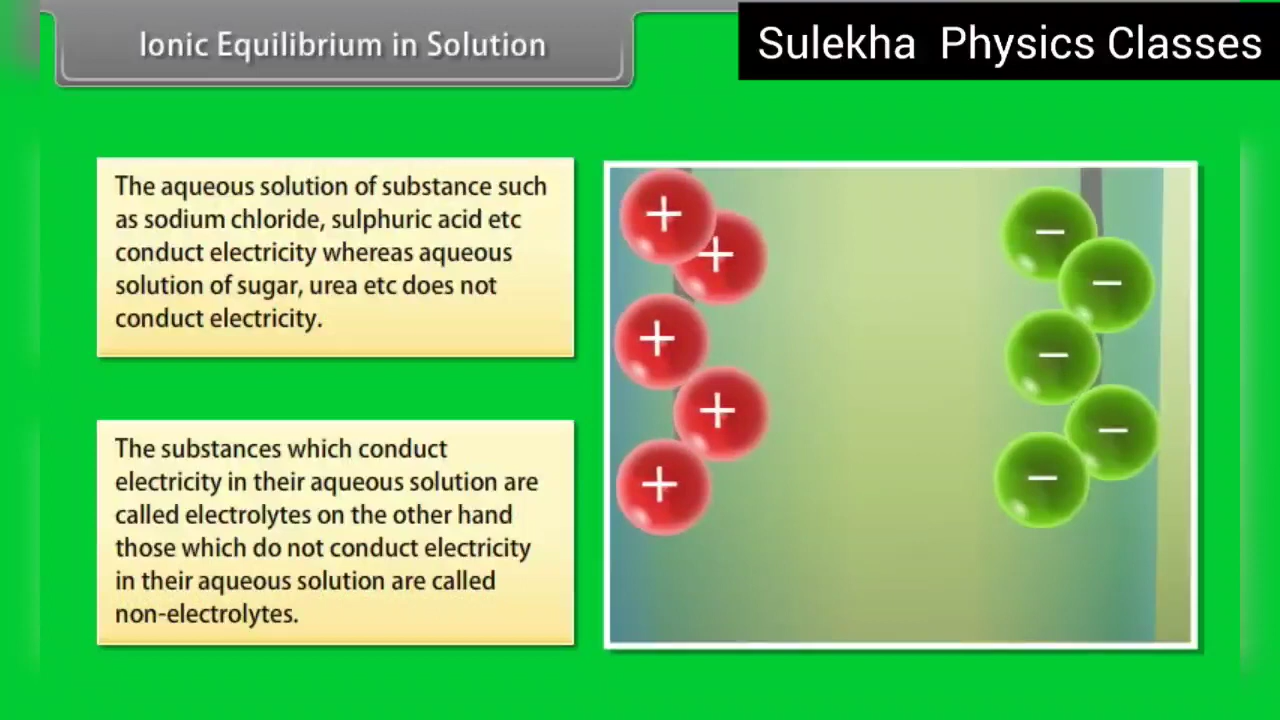 Ionic Equilibrium in Solution
Sulekha Physics Classes
The aqueous solution of substance such
as sodium chloride, sulphuric acid etc
conduct electricity whereas aqueous
solution of sugar, urea etc does not
conduct electricity.
The substances which conduct
electricity in their aqueous solution are
called electrolytes on the other hand
those which do not conduct electricity
in their aqueous solution are called
non-electrolytes.
+
+
+
+
+
−
−
−
−
−